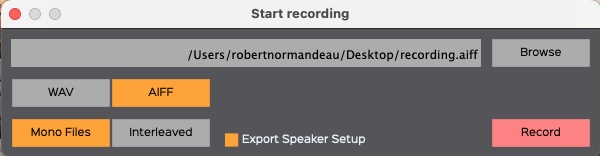 Start recording
/Users/robertnormandeau/Desktop/recording.aiff Browse
WAV AIFF
Mono Files Interleaved Export Speaker Setup Record